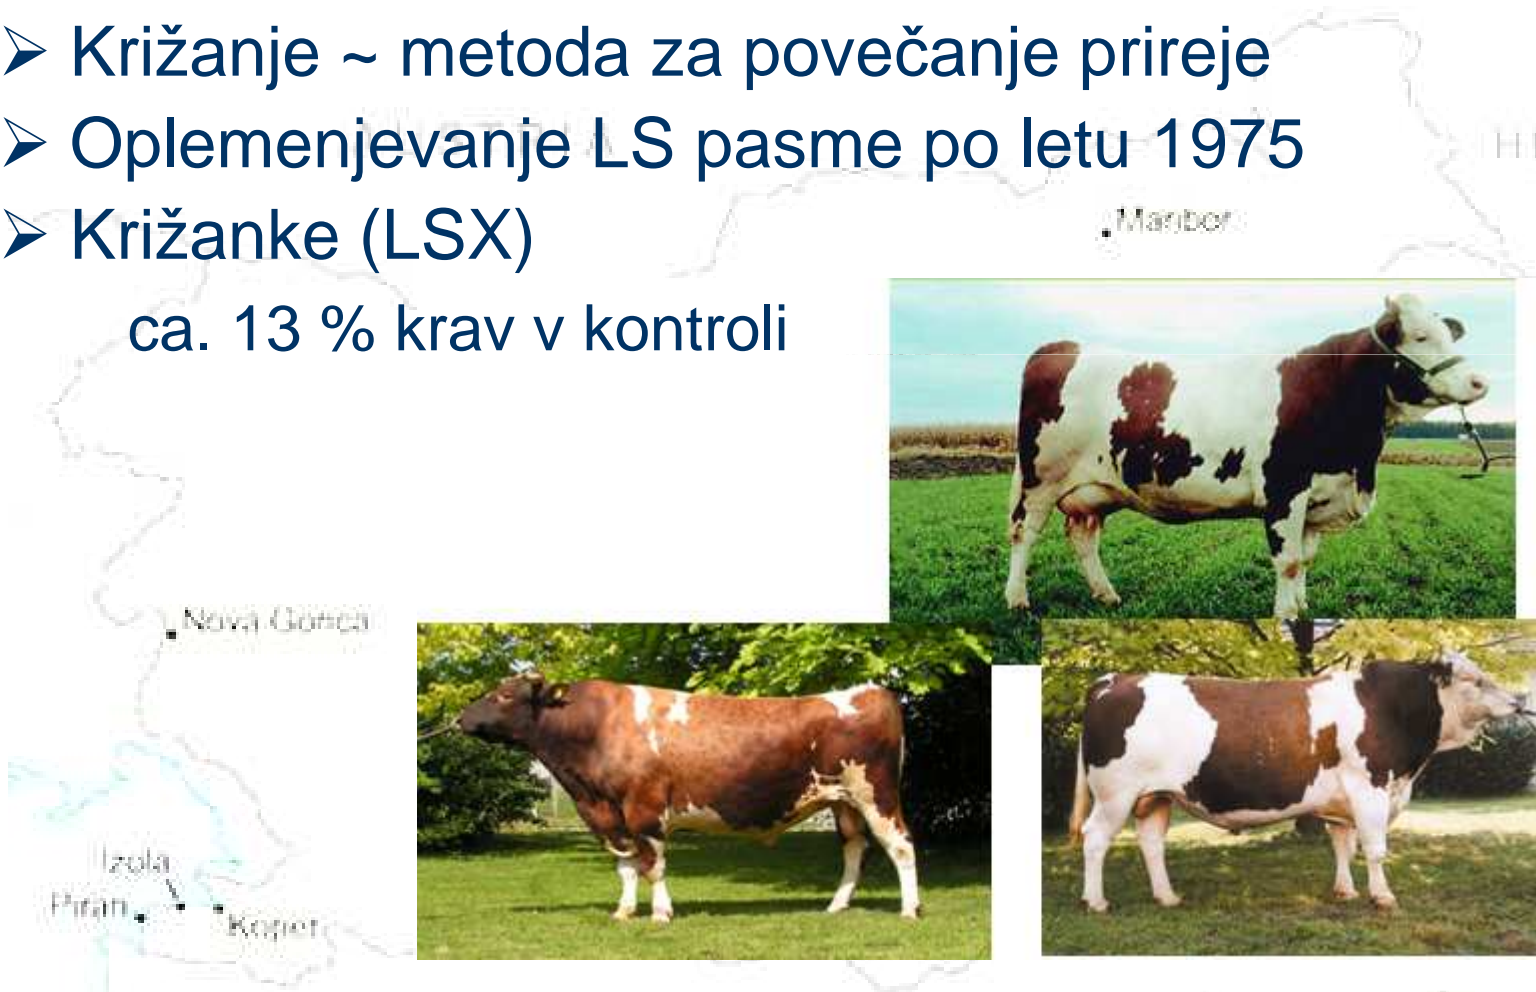 ➢ Križanje ~ metoda za povečanje prireje
➢ Oplemenjevanje LS pasme po letu 1975
➢ Križanke (LSX)
ca. 13 % krav v kontroli
Maribor
Nova Gorica
Izola
Piran
Koper